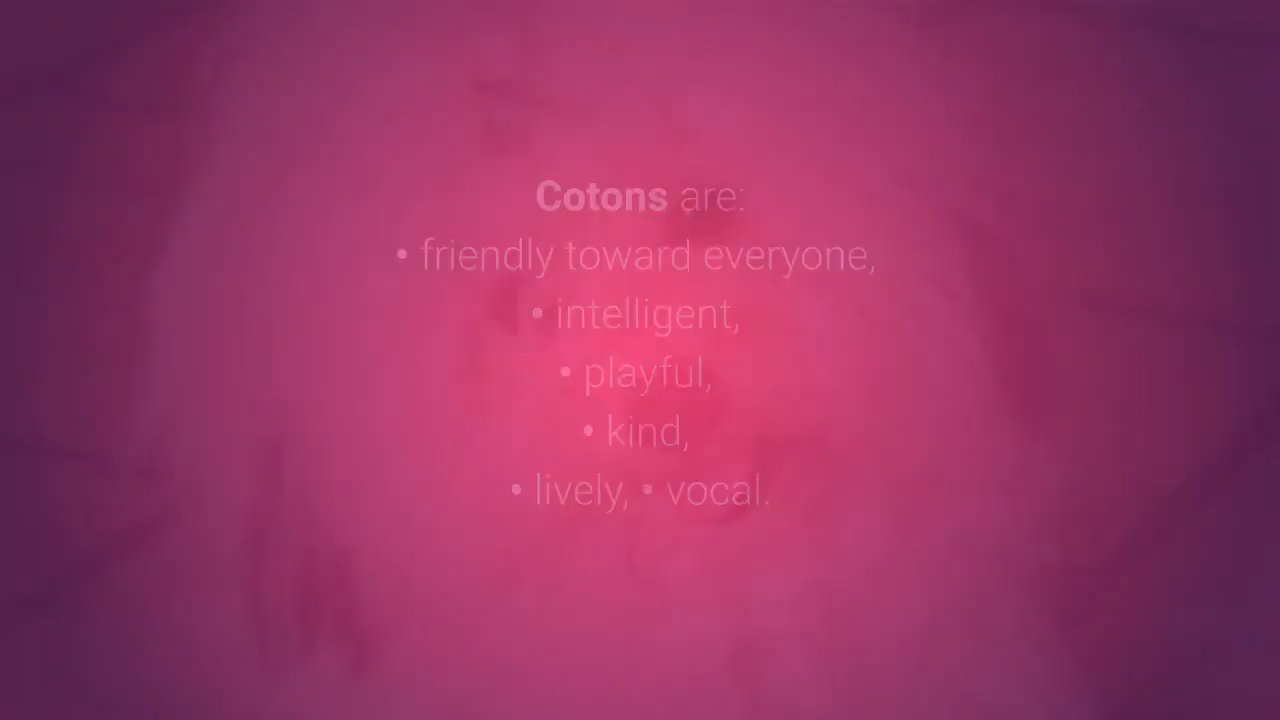 Cotons are:
• friendly toward everyone,
• intelligent,
• playful,
• kind,
• lively, • vocal.